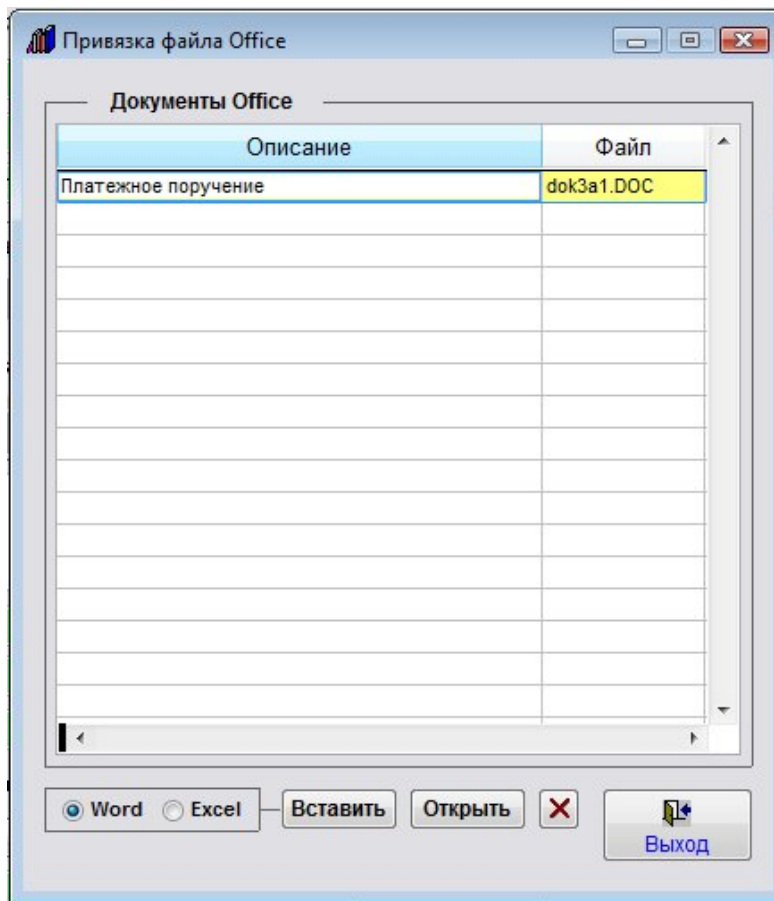 Привязка файла Office
Документы Office
Описание Файл
Платежное поручение dok3a1.DOC
Word Excel Вставить Открыть
Выход